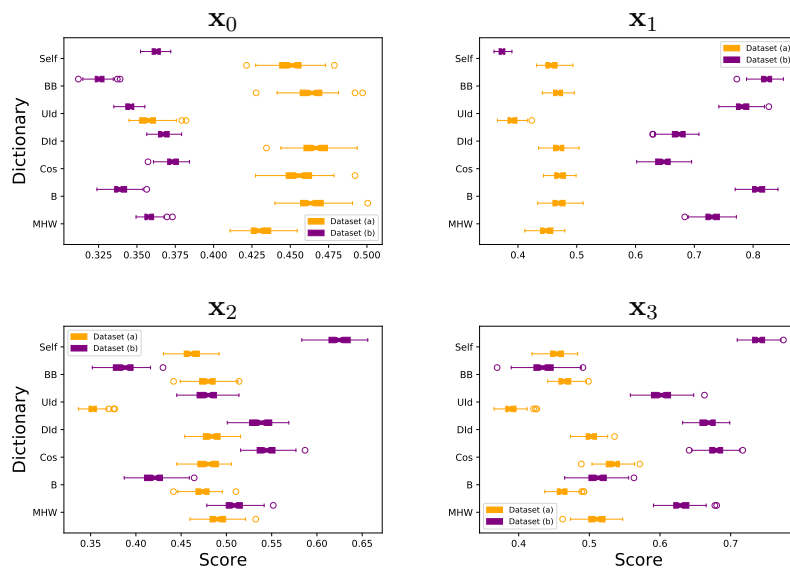 x₀
Dictionary
Self
BB
UId
DId
Cos
B
MHW
0.325 0.350 0.375 0.400 0.425 0.450 0.475 0.500
Dataset (a)
Dataset (b)
x₁
Self
BB
UId
DId
Cos
B
MHW
0.4 0.5 0.6 0.7 0.8
Dataset (a)
Dataset (b)
x₂
Dictionary
Self
BB
UId
DId
Cos
B
MHW
0.35 0.40 0.45 0.50 0.55 0.60 0.65
Score
Dataset (a)
Dataset (b)
x₃
Self
BB
UId
DId
Cos
B
MHW
0.4 0.5 0.6 0.7
Score
Dataset (a)
Dataset (b)